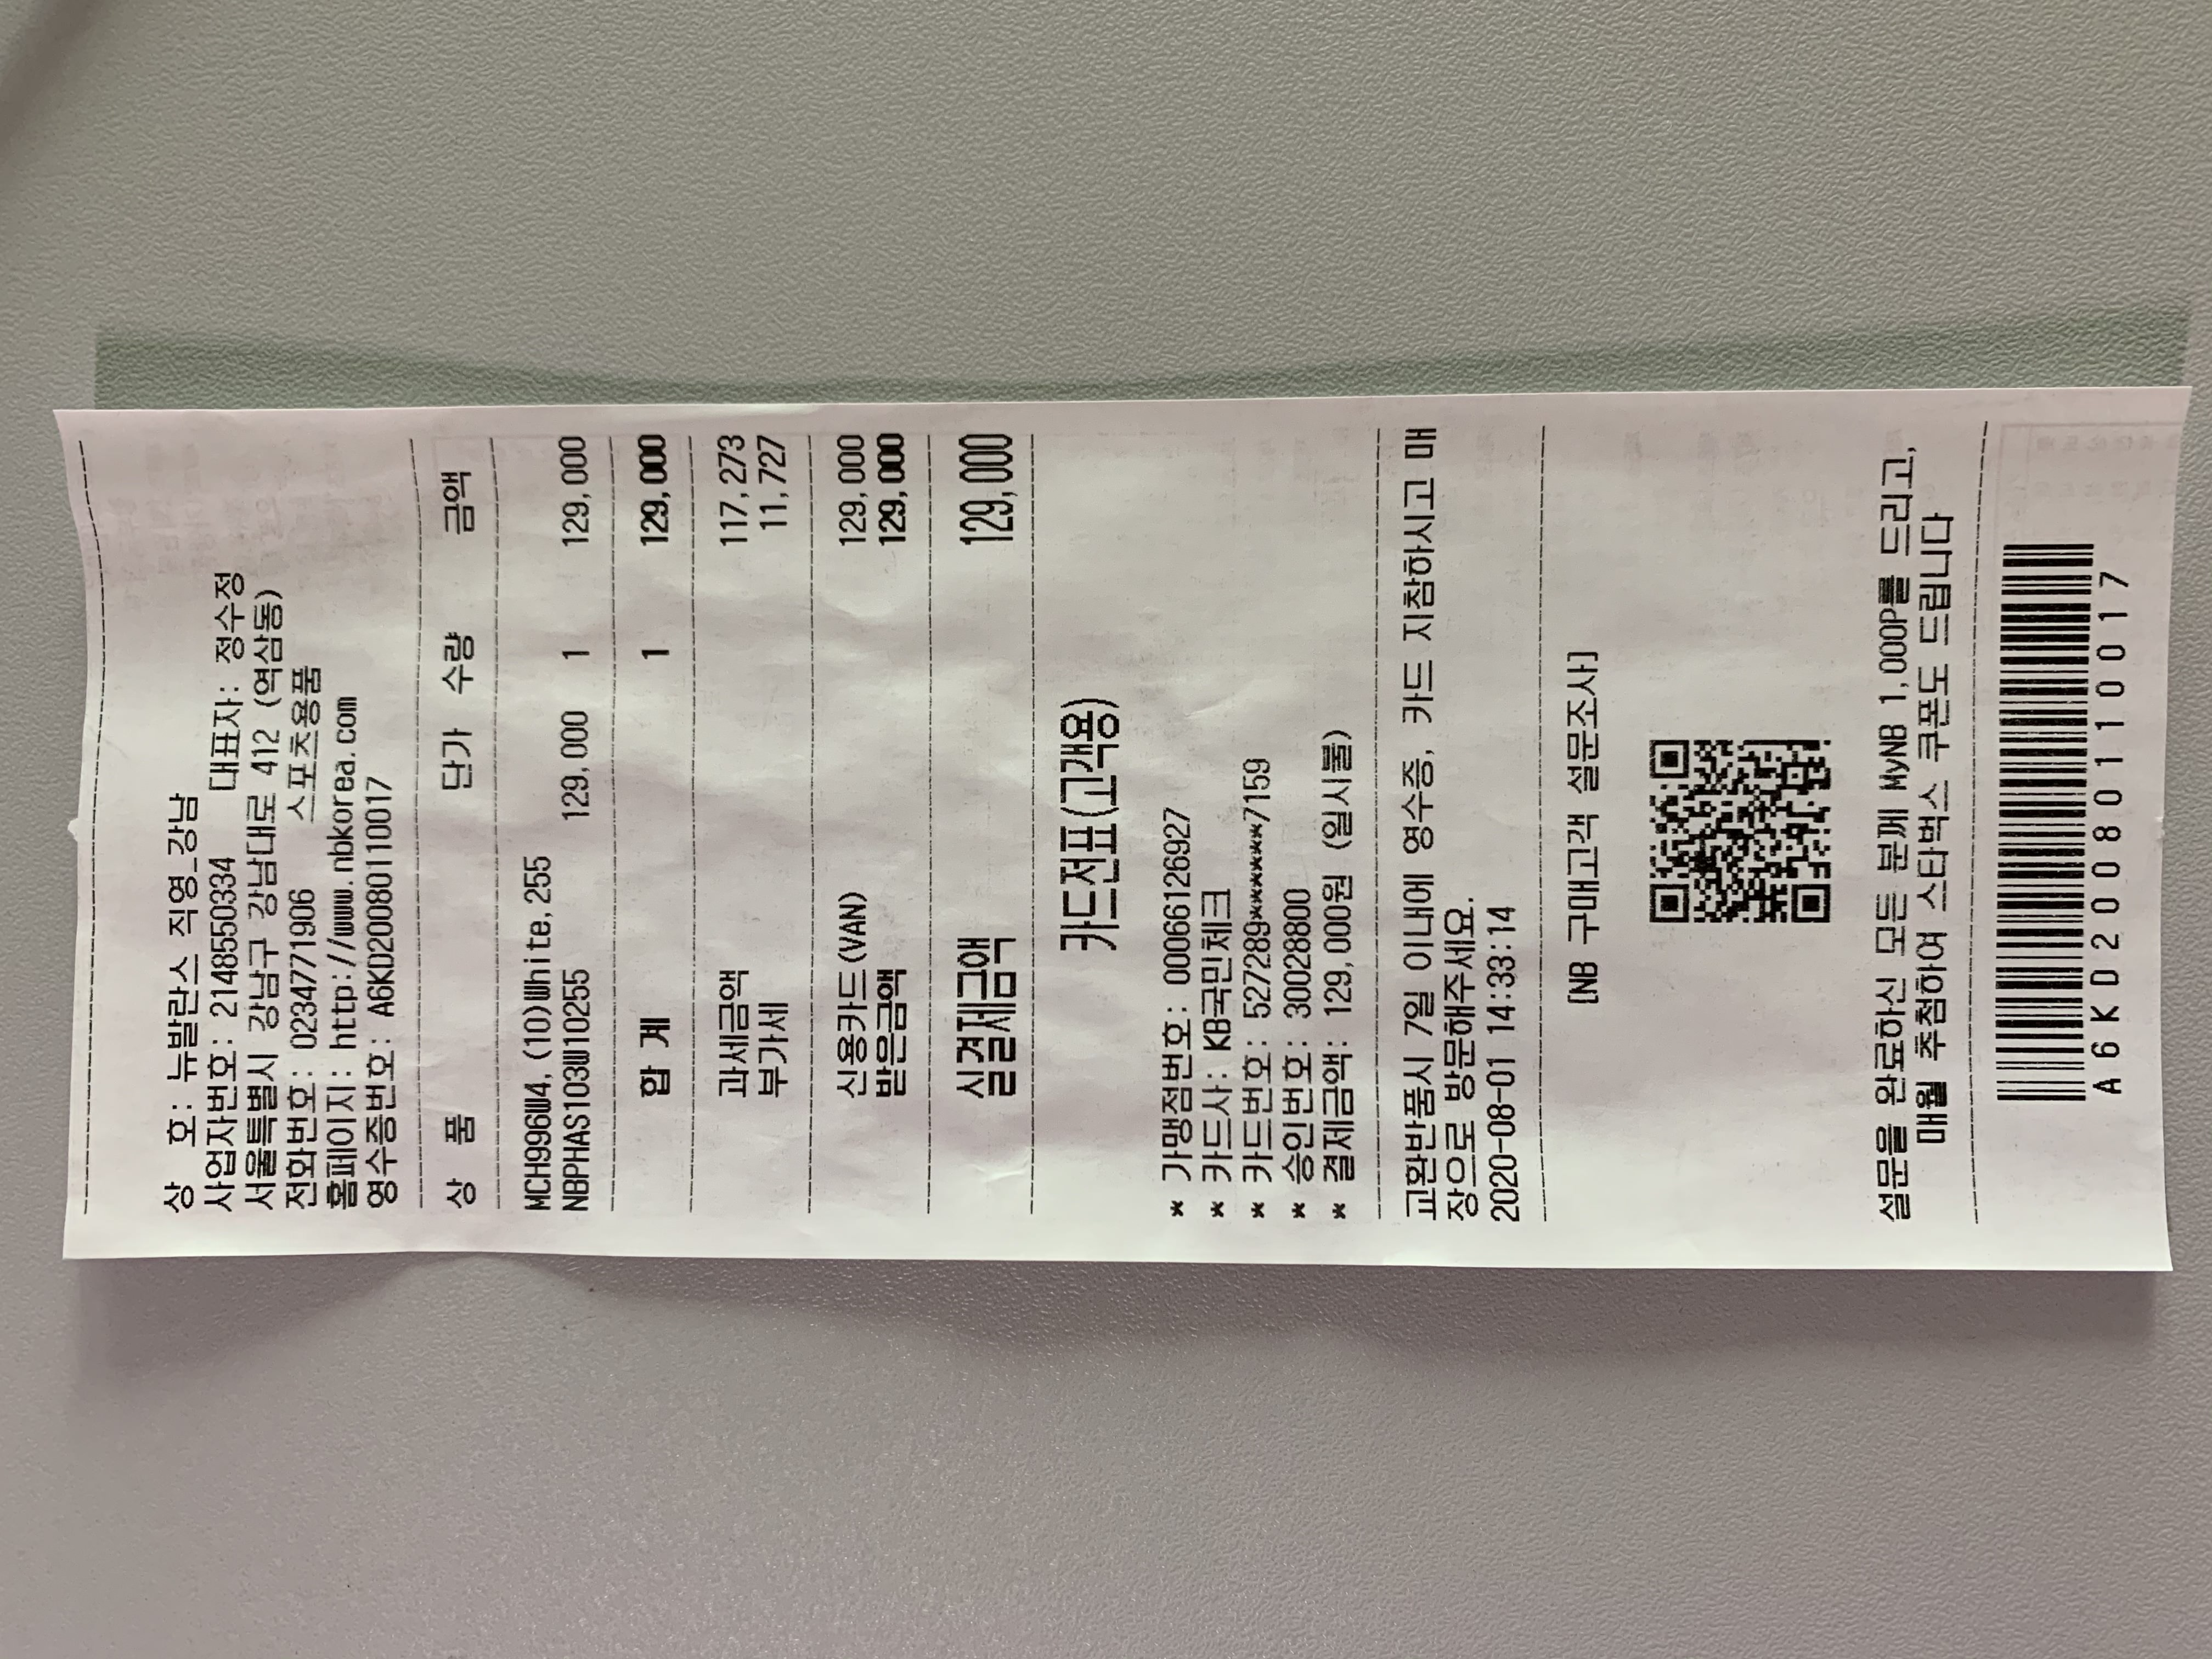 상 호: 뉴발란스 직영_강남
사업자번호: 2148550334 대표자: 정수정
서울특별시 강남구 강남대로 412 (역삼동)
전화번호: 0234771906 스포츠용품
홈페이지: http://www.nbkorea.com
영수증번호: A6KD20080110017
상 품 단가 수량 금액
MCH996W4,(10)White,255
NBPHAS103W10255 129,000 1 129,000
합 계 1 129,000
과세금액 117,273
부가세 11,727
신용카드(VAN) 129,000
받은금액 129,000
실결제금액 129,000
카드전표(고객용)
* 가맹점번호: 00066126927
* 카드사: KB국민체크
* 카드번호: 527289******7159
* 승인번호: 30028800
* 결제금액: 129,000원 (일시불)
교환반품시 7일 이내에 영수증, 카드 지참하시고 매
장으로 방문해주세요.
2020-08-01 14:33:14
[NB 구매고객 설문조사]
설문을 완료하신 모든 분께 MyNB 1,000P를 드리고,
매월 추첨하여 스타벅스 쿠폰도 드립니다
A6KD20080110017